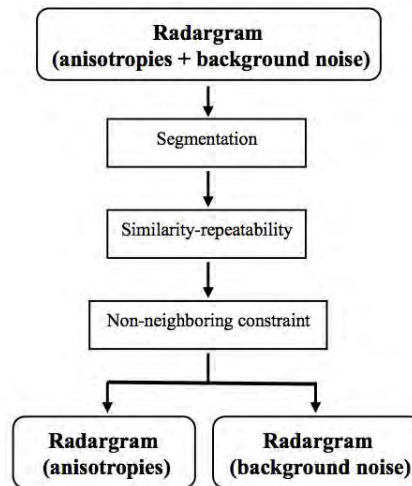 Radargram
(anisotropies + background noise)
Segmentation
Similarity-repeatability
Non-neighboring constraint
Radargram
(anisotropies)
Radargram
(background noise)